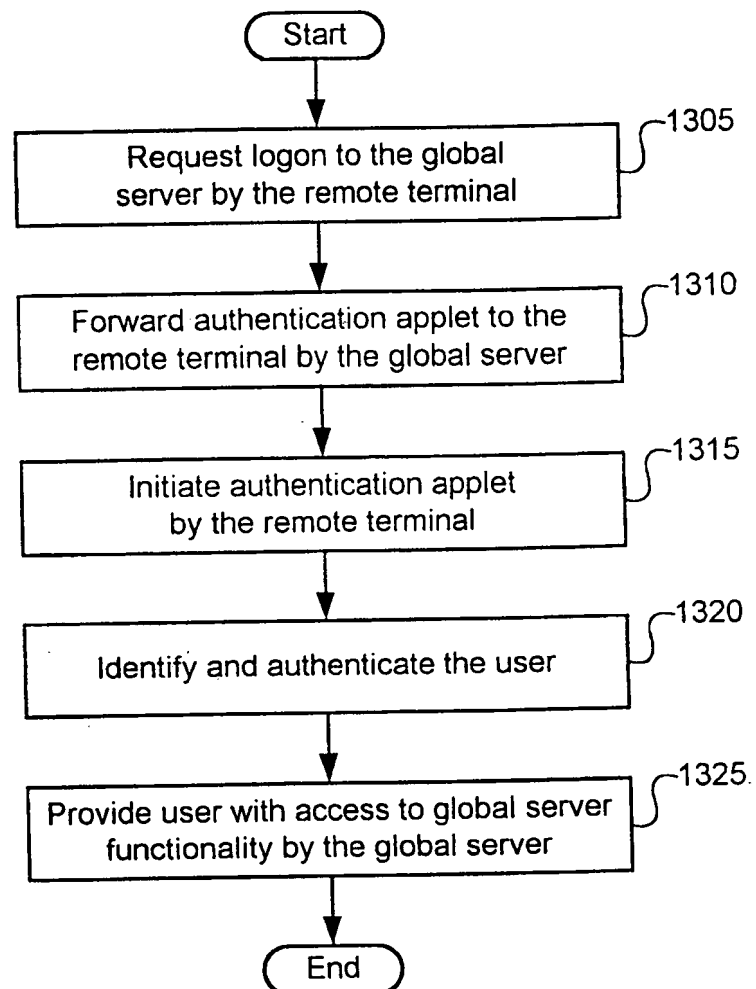 Start
1305
Request logon to the global
server by the remote terminal
1310
Forward authentication applet to the
remote terminal by the global server
1315
Initiate authentication applet
by the remote terminal
1320
Identify and authenticate the user
1325
Provide user with access to global server
functionality by the global server
End